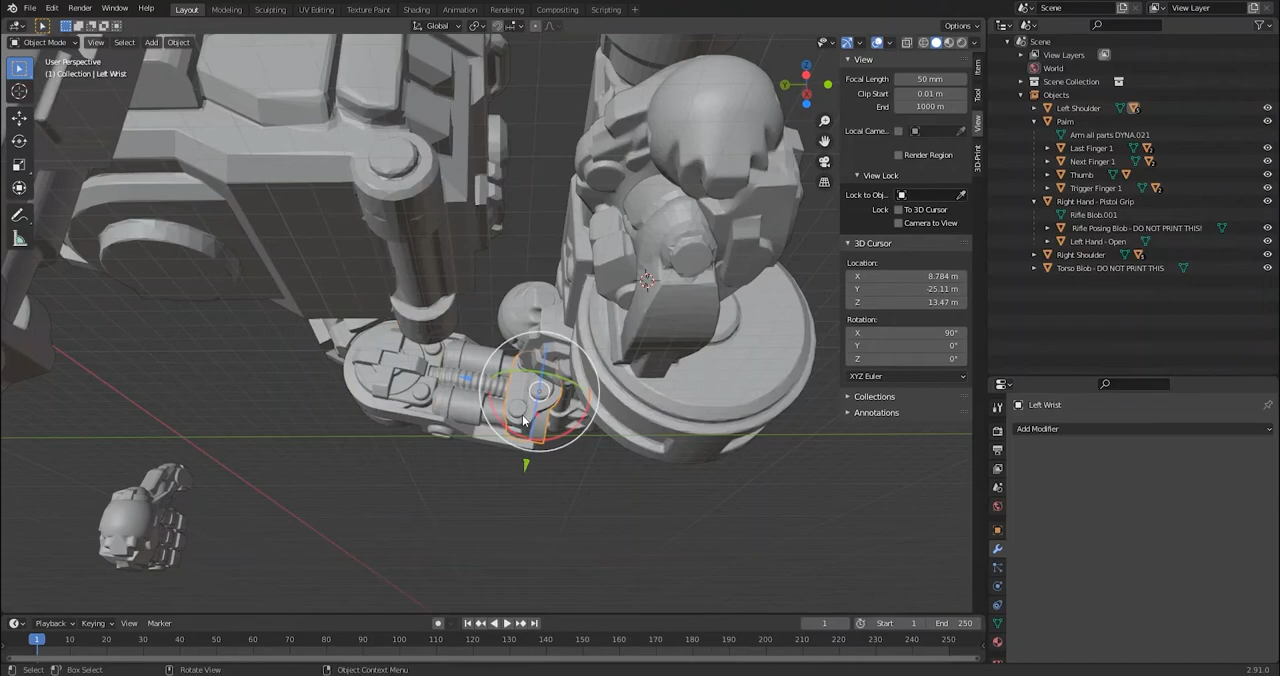 File Edit Render Window Help Layout Modeling Sculpting UV Editing Texture Paint Shading Animation Rendering Compositing Scripting + Scene View Layer
Global Options
Object Mode View Select Add Object
User Perspective
(1) Collection | Left Wrist
View
Focal Length 50 mm
Clip Start 0.01 m
End 1000 m
Local Came..
Render Region
View Lock
Lock to Obj..
Lock To 3D Cursor
Camera to View
3D Cursor
Location:
X 8.784 m
Y -25.11 m
Z 13.47 m
Rotation:
X 90°
Y 0°
Z 0°
XYZ Euler
Collections
Annotations
Item
Tool
View
3D-Print
Scene
View Layers
World
Scene Collection
Objects
Left Shoulder
Palm
Arm all parts DYNA.021
Last Finger 1
Next Finger 1
Thumb
Trigger Finger 1
Right Hand - Pistol Grip
Rifle Blob.001
Rifle Posing Blob - DO NOT PRINT THIS!
Left Hand - Open
Right Shoulder
Torso Blob - DO NOT PRINT THIS
Left Wrist
Add Modifier
Playback Keying View Marker 1 Start 1 End 250
1 10 20 30 40 50 60 70 80 90 100 110 120 130 140 150 160 170 180 190 200 210 220 230 240 250
Select Box Select Rotate View Object Context Menu 2.91.0